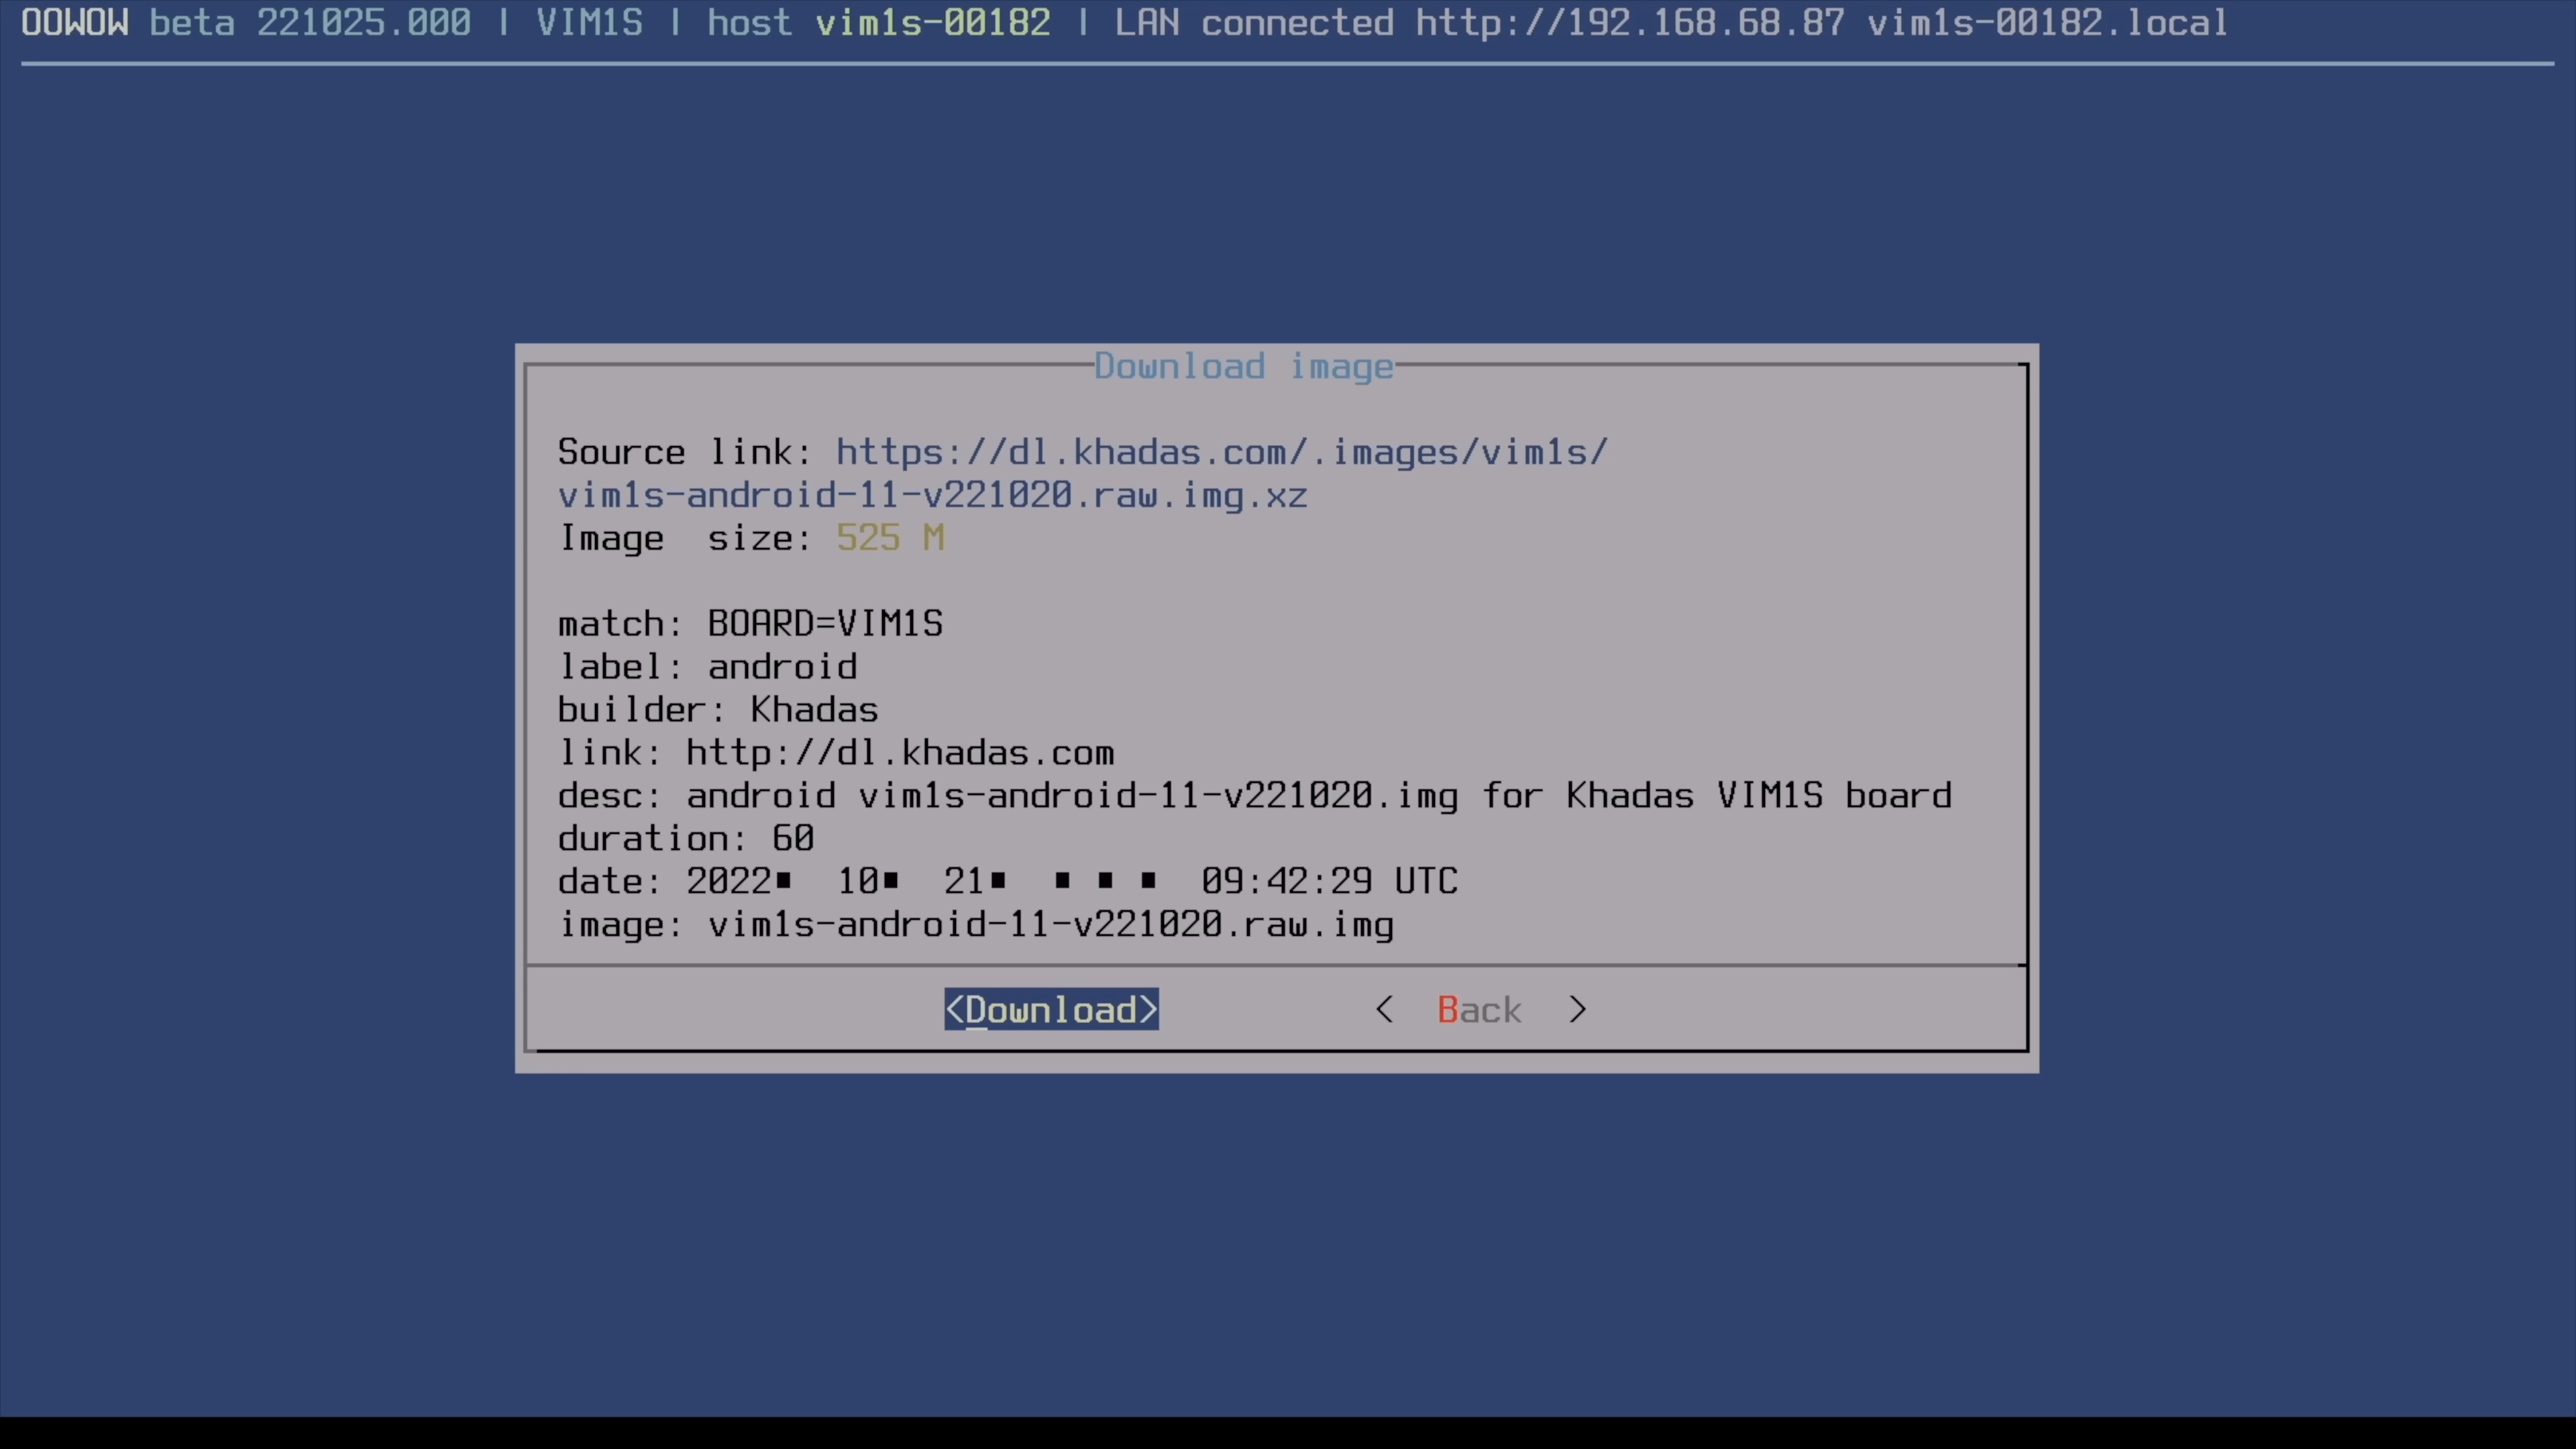 OOWOW beta 221025.000 | VIM1S | host vim1s-00182 | LAN connected http://192.168.68.87 vim1s-00182.local
Download image
Source link: https://dl.khadas.com/.images/vim1s/
vim1s-android-11-v221020.raw.img.xz
Image  size: 525 M
match: BOARD=VIM1S
label: android
builder: Khadas
link: http://dl.khadas.com
desc: android vim1s-android-11-v221020.img for Khadas VIM1S board
duration: 60
date: 2022■  10■  21■  ■ ■ ■  09:42:29 UTC
image: vim1s-android-11-v221020.raw.img
<Download> < Back >